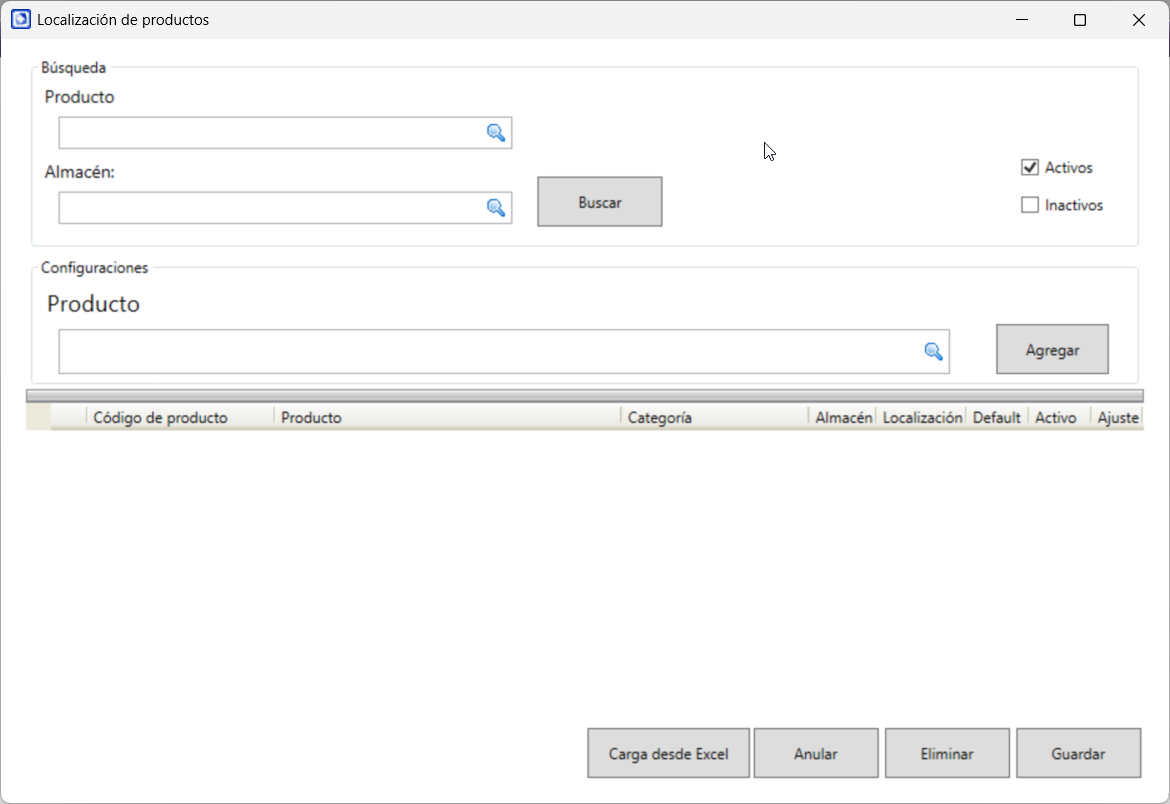 Localización de productos
Búsqueda
Producto
Almacén:
Buscar
Activos
Inactivos
Configuraciones
Producto
Agregar
Código de producto Producto Categoría Almacén Localización Default Activo Ajuste
Carga desde Excel Anular Eliminar Guardar